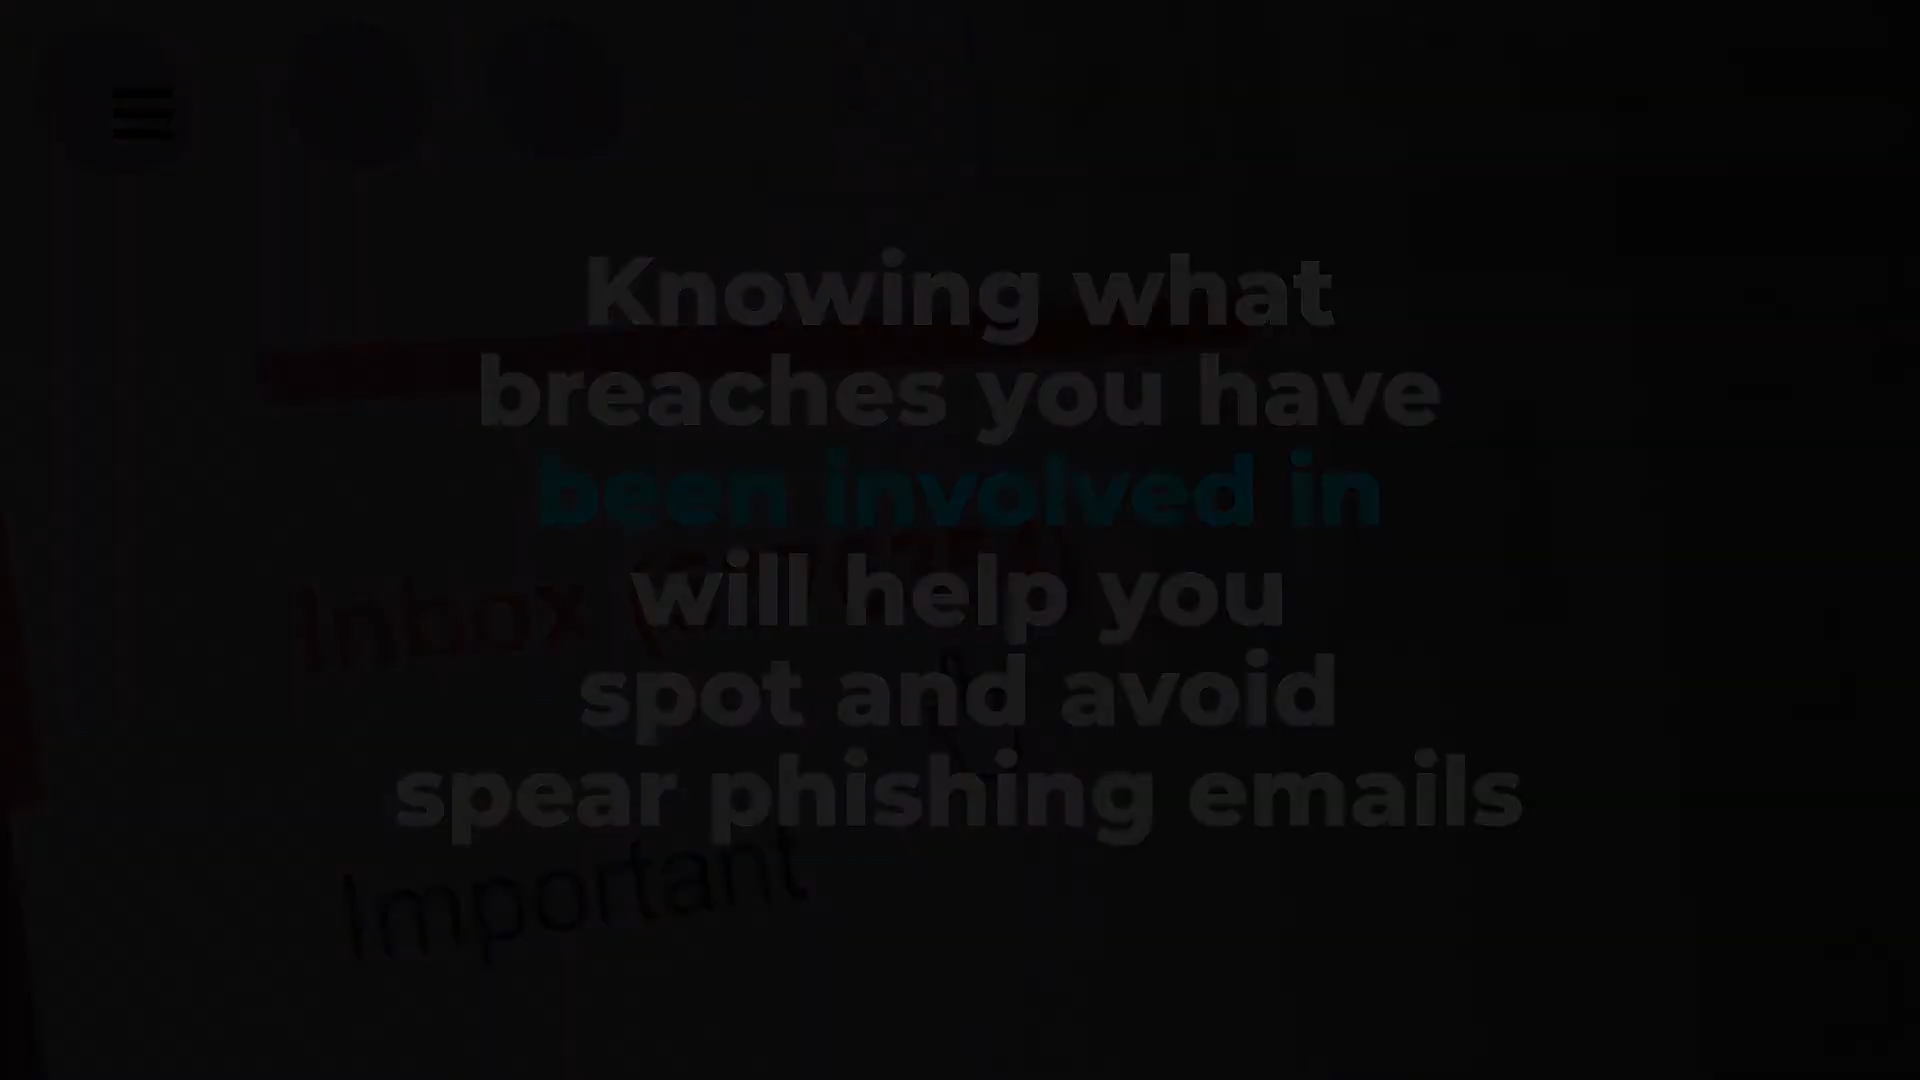 Knowing what
breaches you have
been involved in
will help you
spot and avoid
spear phishing emails
Inbox
Important